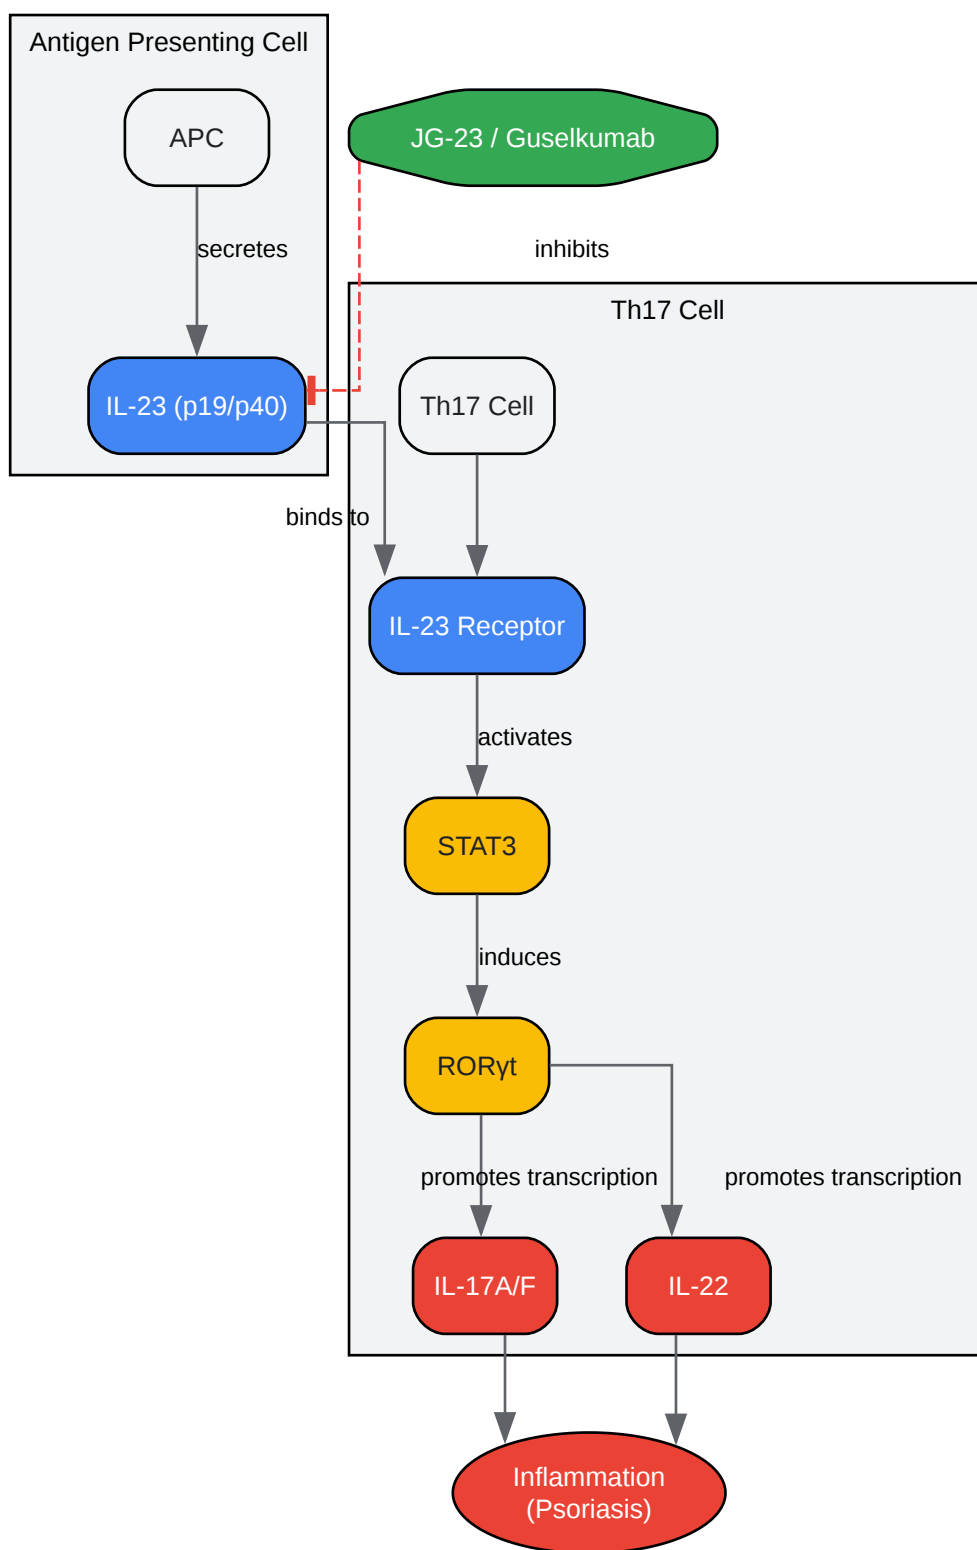 Antigen Presenting Cell
APC
JG-23 / Guselkumab
secretes
inhibits
Th17 Cell
IL-23 (p19/p40)
Th17 Cell
binds to
IL-23 Receptor
activates
STAT3
induces
RORγt
promotes transcription
promotes transcription
IL-17A/F
IL-22
Inflammation
(Psoriasis)